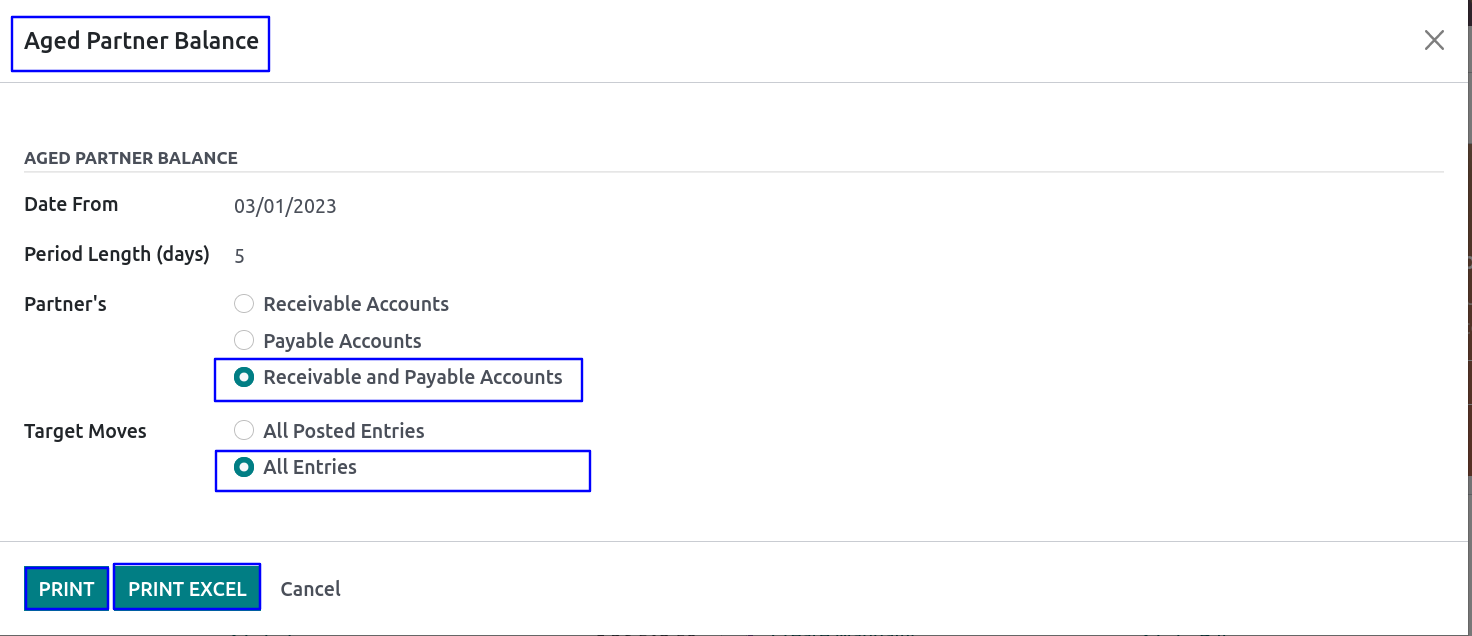 Aged Partner Balance
AGED PARTNER BALANCE
Date From 03/01/2023
Period Length (days) 5
Partner's Receivable Accounts
Payable Accounts
Receivable and Payable Accounts
Target Moves All Posted Entries
All Entries
PRINT PRINT EXCEL Cancel